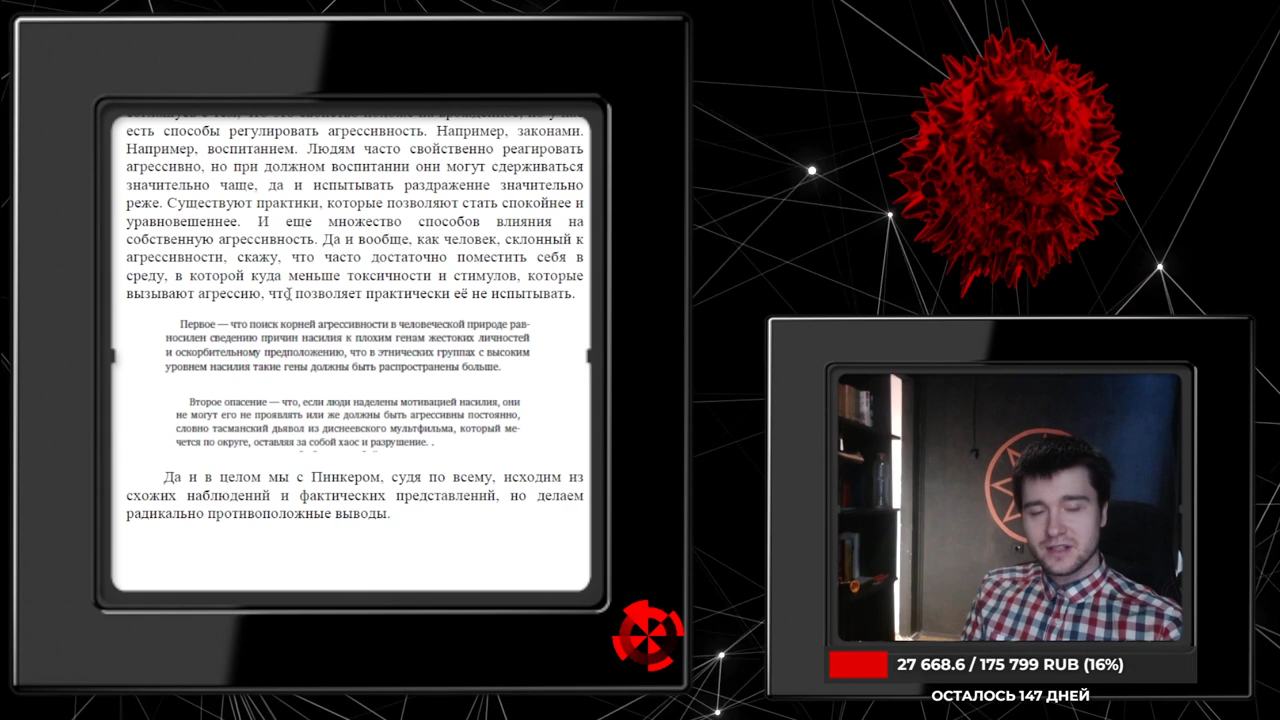 есть способы регулировать агрессивность. Например, законами.
Например, воспитанием. Людям часто свойственно реагировать
агрессивно, но при должном воспитании они могут сдерживаться
значительно чаще, да и испытывать раздражение значительно
реже. Существуют практики, которые позволяют стать спокойнее и
уравновешеннее. И еще множество способов влияния на
собственную агрессивность. Да и вообще, как человек, склонный к
агрессивности, скажу, что часто достаточно поместить себя в
среду, в которой куда меньше токсичности и стимулов, которые
вызывают агрессию, что позволяет практически её не испытывать.
Первое — что поиск корней агрессивности в человеческой природе рав-
носилен сведению причин насилия к плохим генам жестоких личностей
и оскорбительному предположению, что в этнических группах с высоким
уровнем насилия такие гены должны быть распространены больше.
Второе опасение — что, если люди наделены мотивацией насилия, они
не могут его не проявлять или же должны быть агрессивны постоянно,
словно тасманский дьявол из диснеевского мультфильма, который ме-
чется по округе, оставляя за собой хаос и разрушение. .
Да и в целом мы с Пинкером, судя по всему, исходим из
схожих наблюдений и фактических представлений, но делаем
радикально противоположные выводы.
27 668.6 / 175 799 RUB (16%)
ОСТАЛОСЬ 147 ДНЕЙ